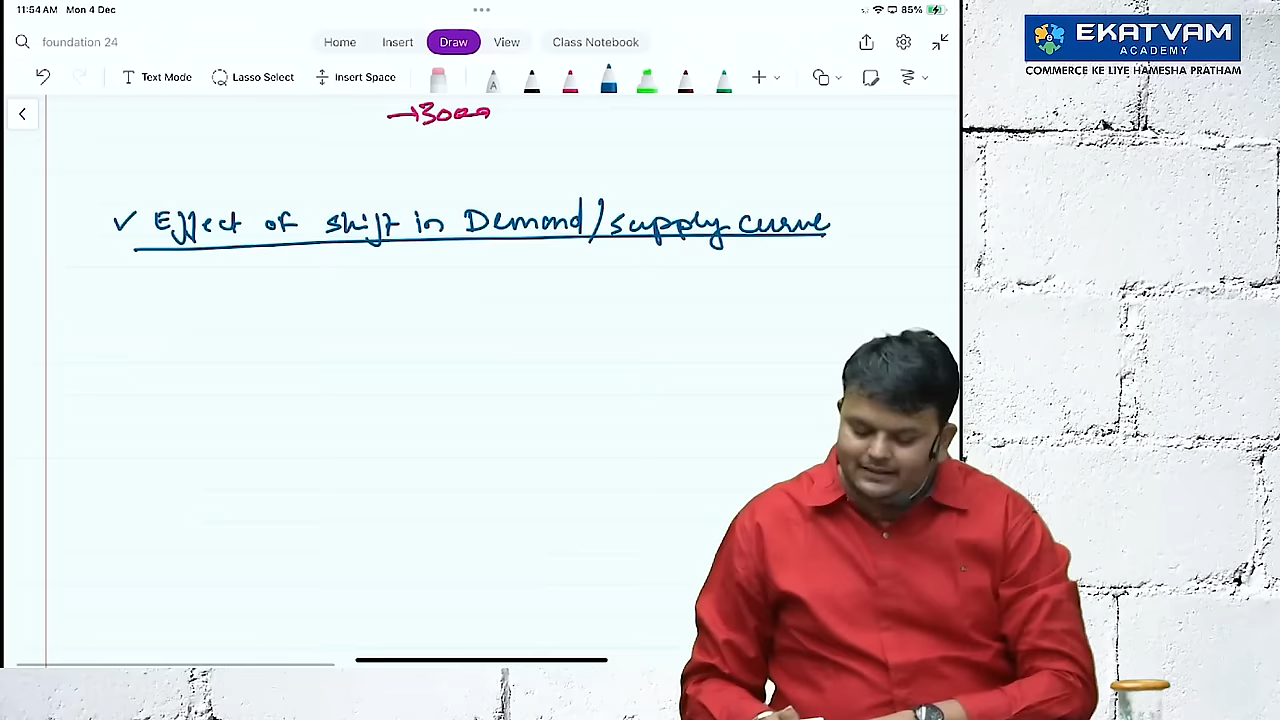 11:54 AM Mon 4 Dec
85%
foundation 24
Home Insert Draw View Class Notebook
Text Mode Lasso Select Insert Space
→3000
✓ Effect of shift in Demand/supply curve
EKATVAM
ACADEMY
COMMERCE KE LIYE HAMESHA PRATHAM